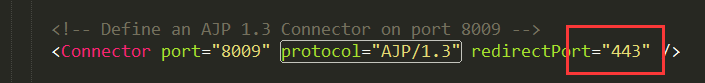 <!-- Define an AJP 1.3 Connector on port 8009 -->
<Connector port="8009" protocol="AJP/1.3" redirectPort="443" />